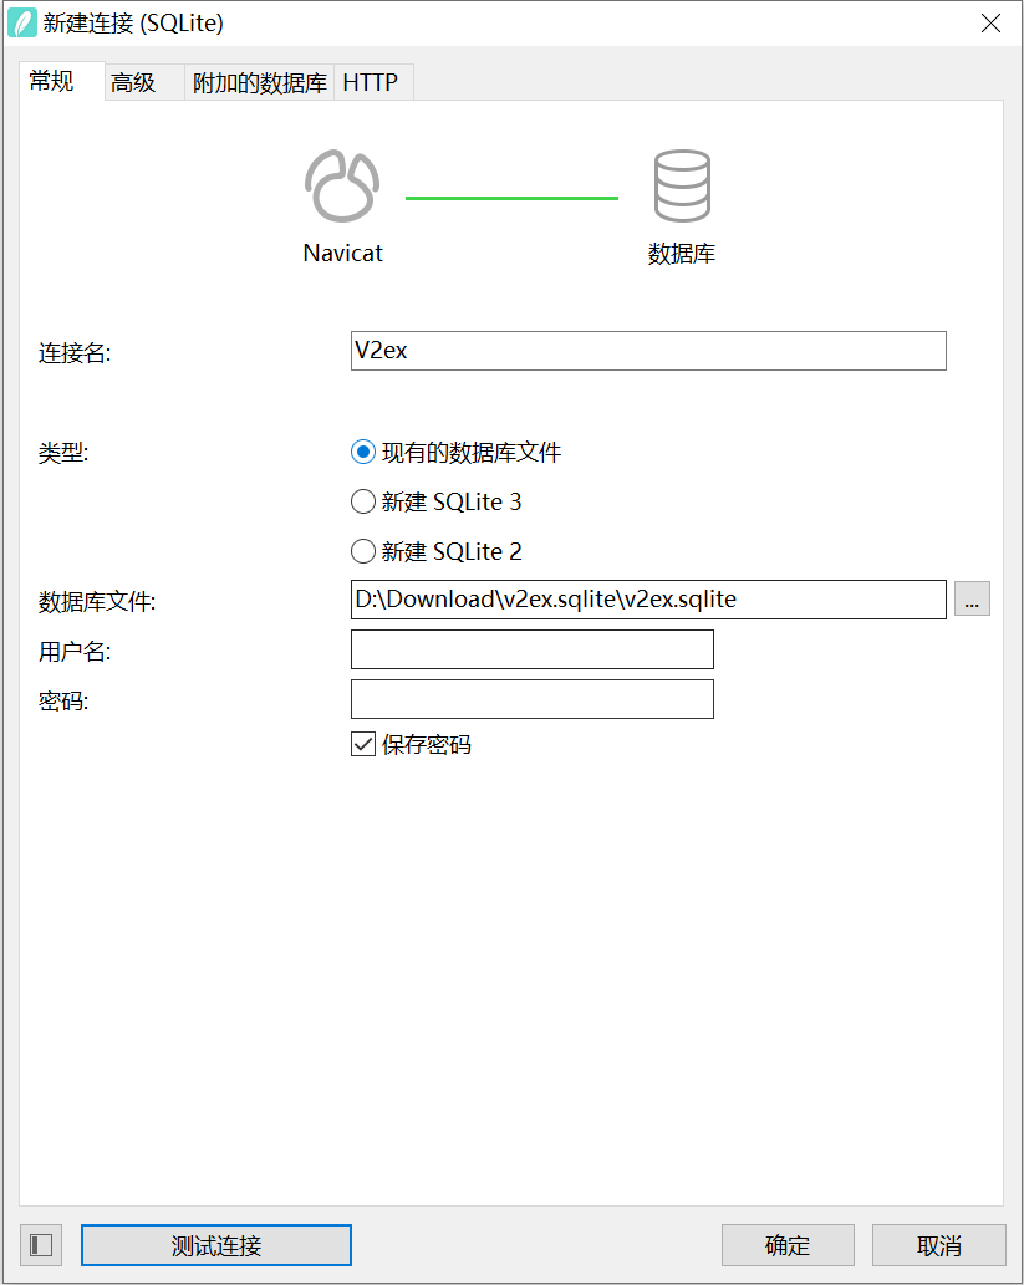 新建连接 (SQLite)
常规 高级 附加的数据库 HTTP
Navicat 数据库
连接名: V2ex
类型: 现有的数据库文件
新建 SQLite 3
新建 SQLite 2
数据库文件: D:\Download\v2ex.sqlite\v2ex.sqlite ...
用户名:
密码:
保存密码
测试连接 确定 取消